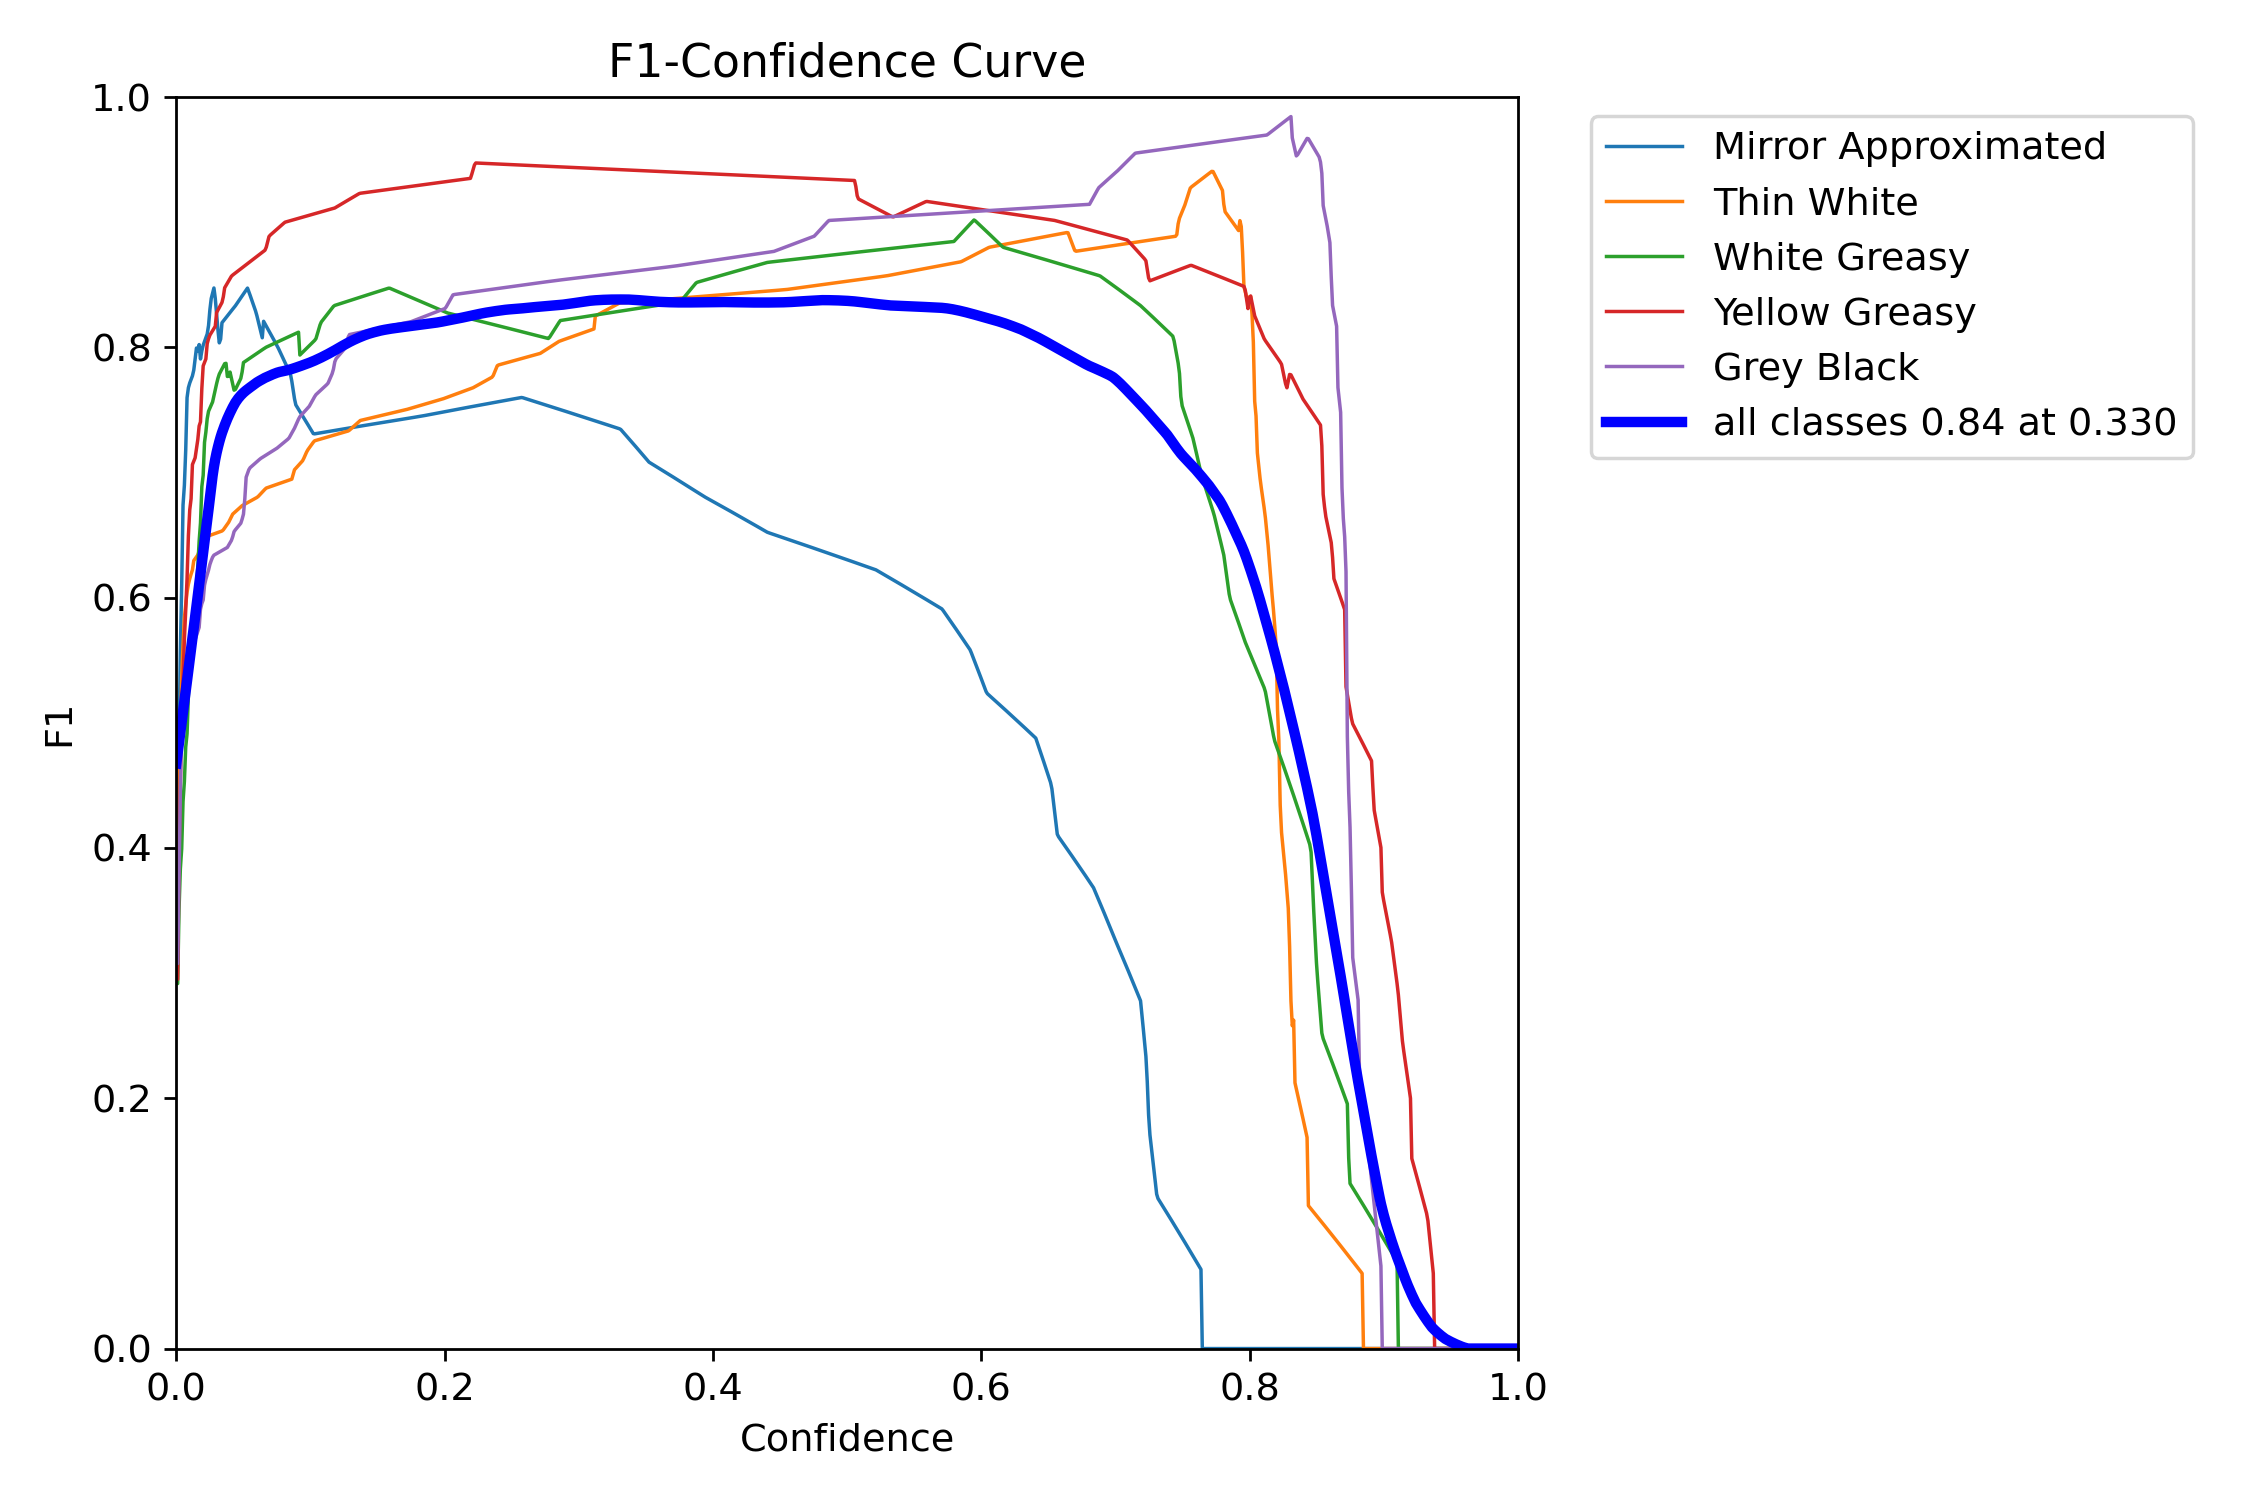 F1-Confidence Curve
1.0
0.8
0.6
0.4
0.2
0.0
F1
0.0 0.2 0.4 0.6 0.8 1.0
Confidence
Mirror Approximated
Thin White
White Greasy
Yellow Greasy
Grey Black
all classes 0.84 at 0.330